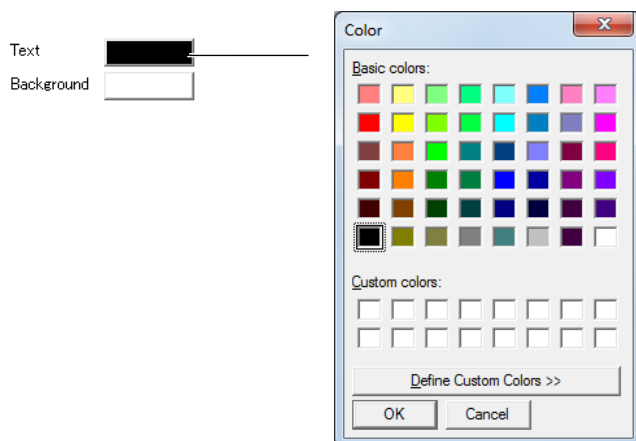 Text
Background
Color
Basic colors:
Custom colors:
Define Custom Colors >>
OK
Cancel